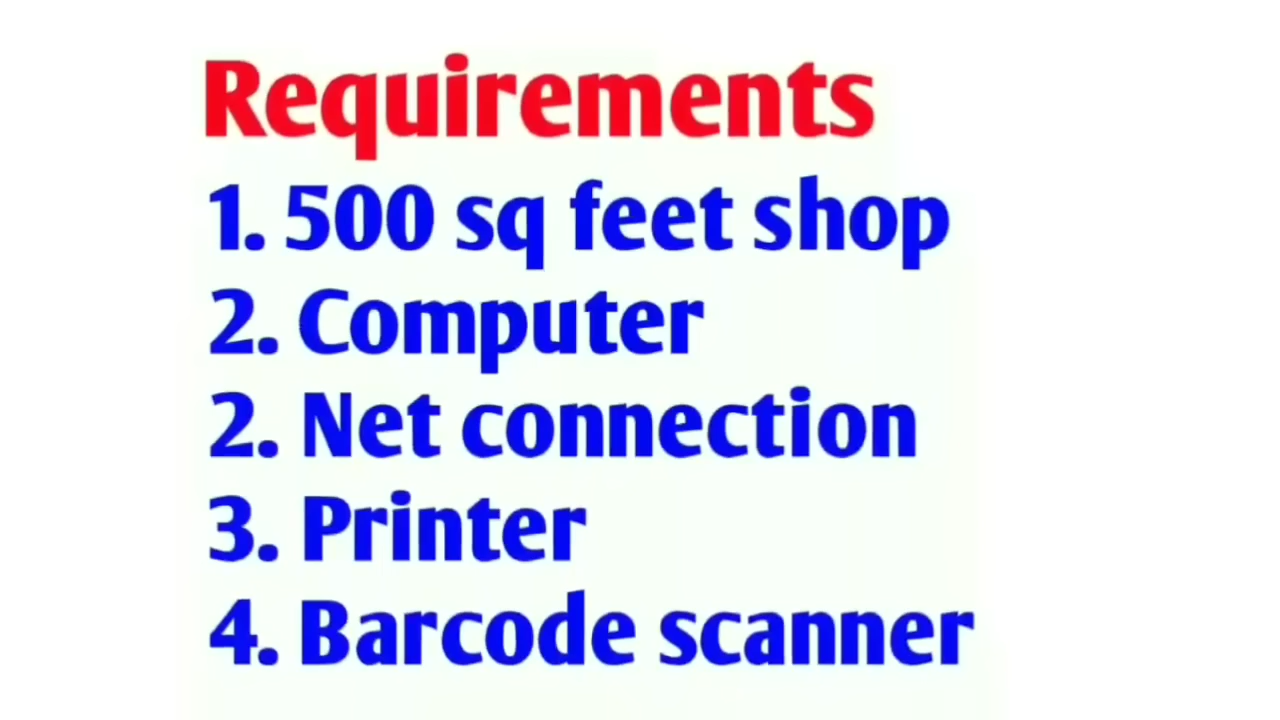 Requirements
1. 500 sq feet shop
2. Computer
2. Net connection
3. Printer
4. Barcode scanner